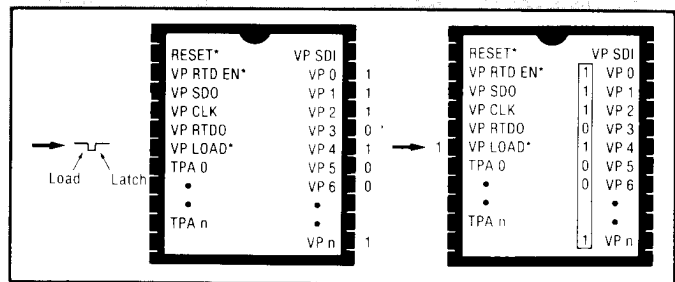 RESET* VP SDI
VP RTD EN* VP 0 1
VP SDO VP 1 1
VP CLK VP 2 1
VP RTDO VP 3 0
VP LOAD* VP 4 1
TPA 0 VP 5 0
• VP 6 0
• •
TPA n •
VP n 1
Load Latch
RESET* VP SDI
VP RTD EN* 1 VP 0
VP SDO 1 VP 1
VP CLK 1 VP 2
VP RTDO 0 VP 3
1 VP LOAD* 1 VP 4
TPA 0 0 VP 5
• 0 VP 6
• •
TPA n •
1 VP n